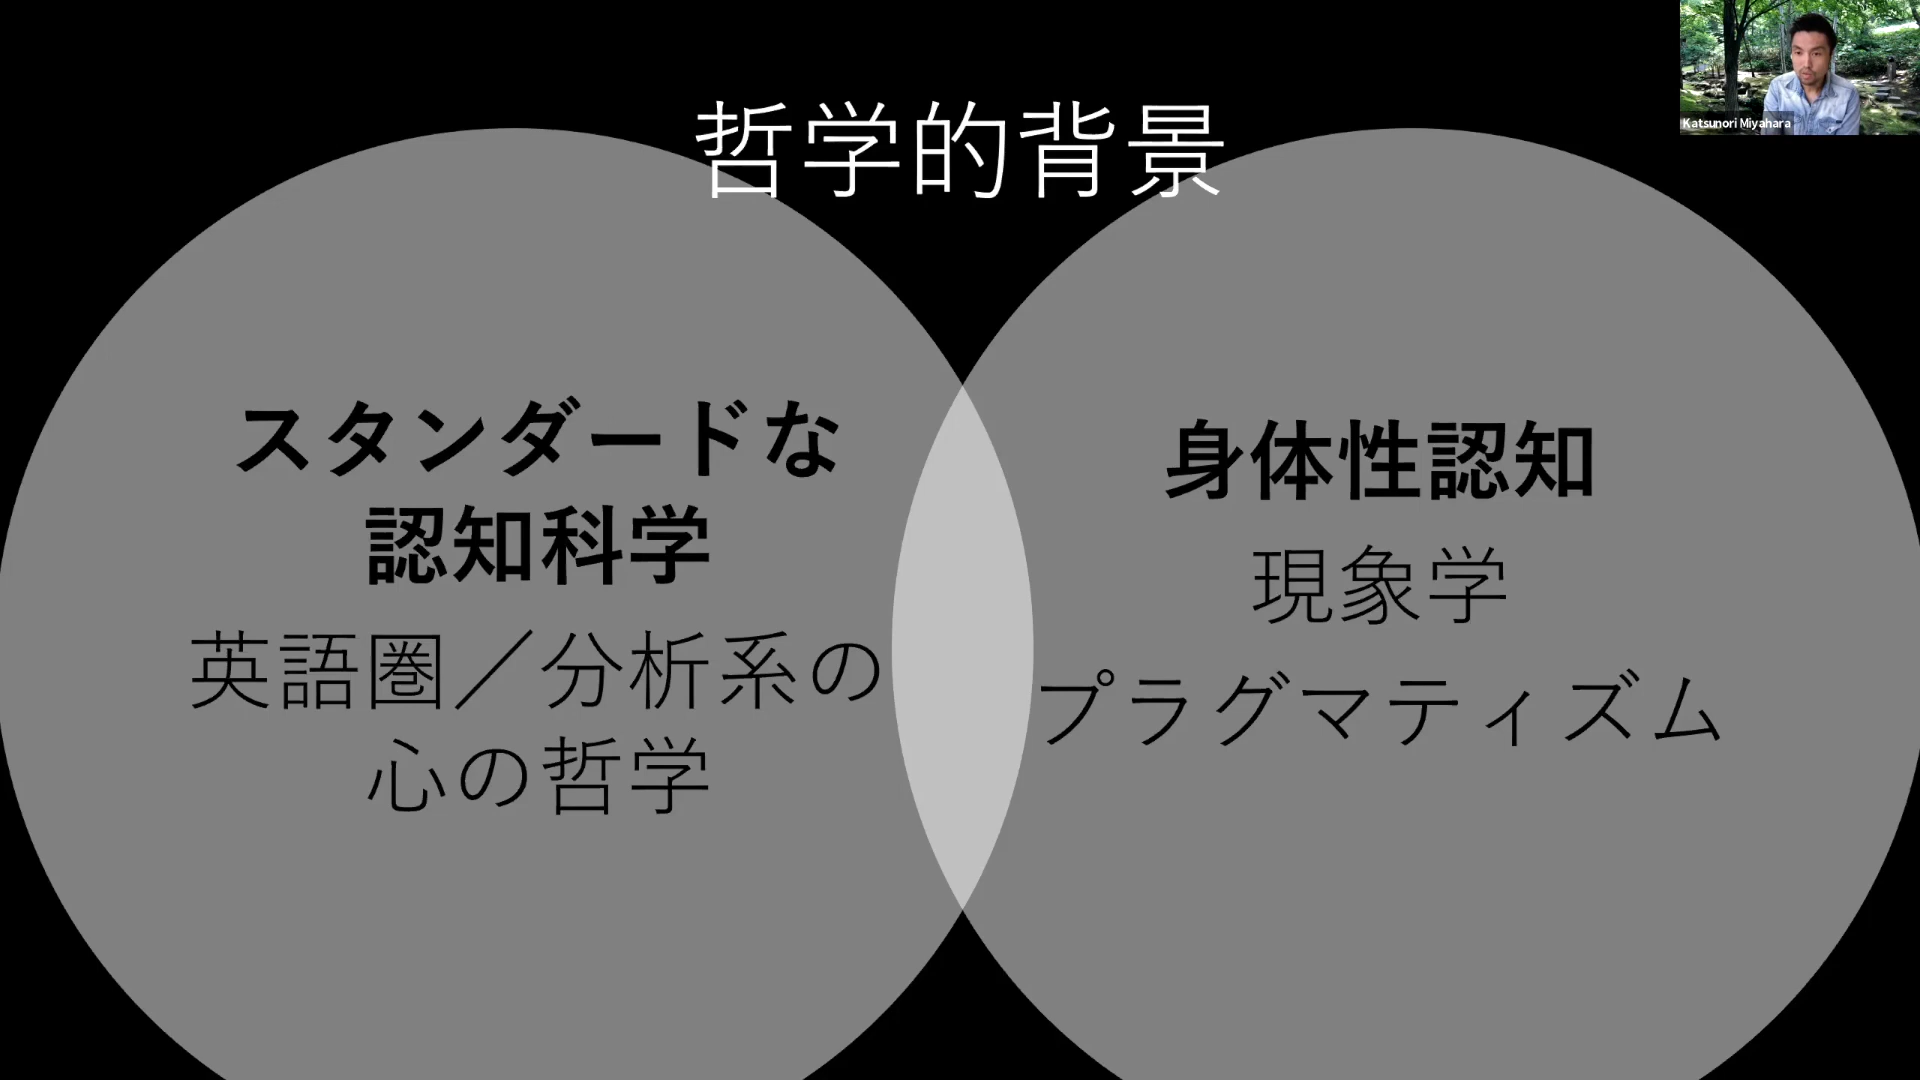 哲学的背景
Katsunori Miyahara
スタンダードな
認知科学
英語圏／分析系の
心の哲学
身体性認知
現象学
プラグマティズム